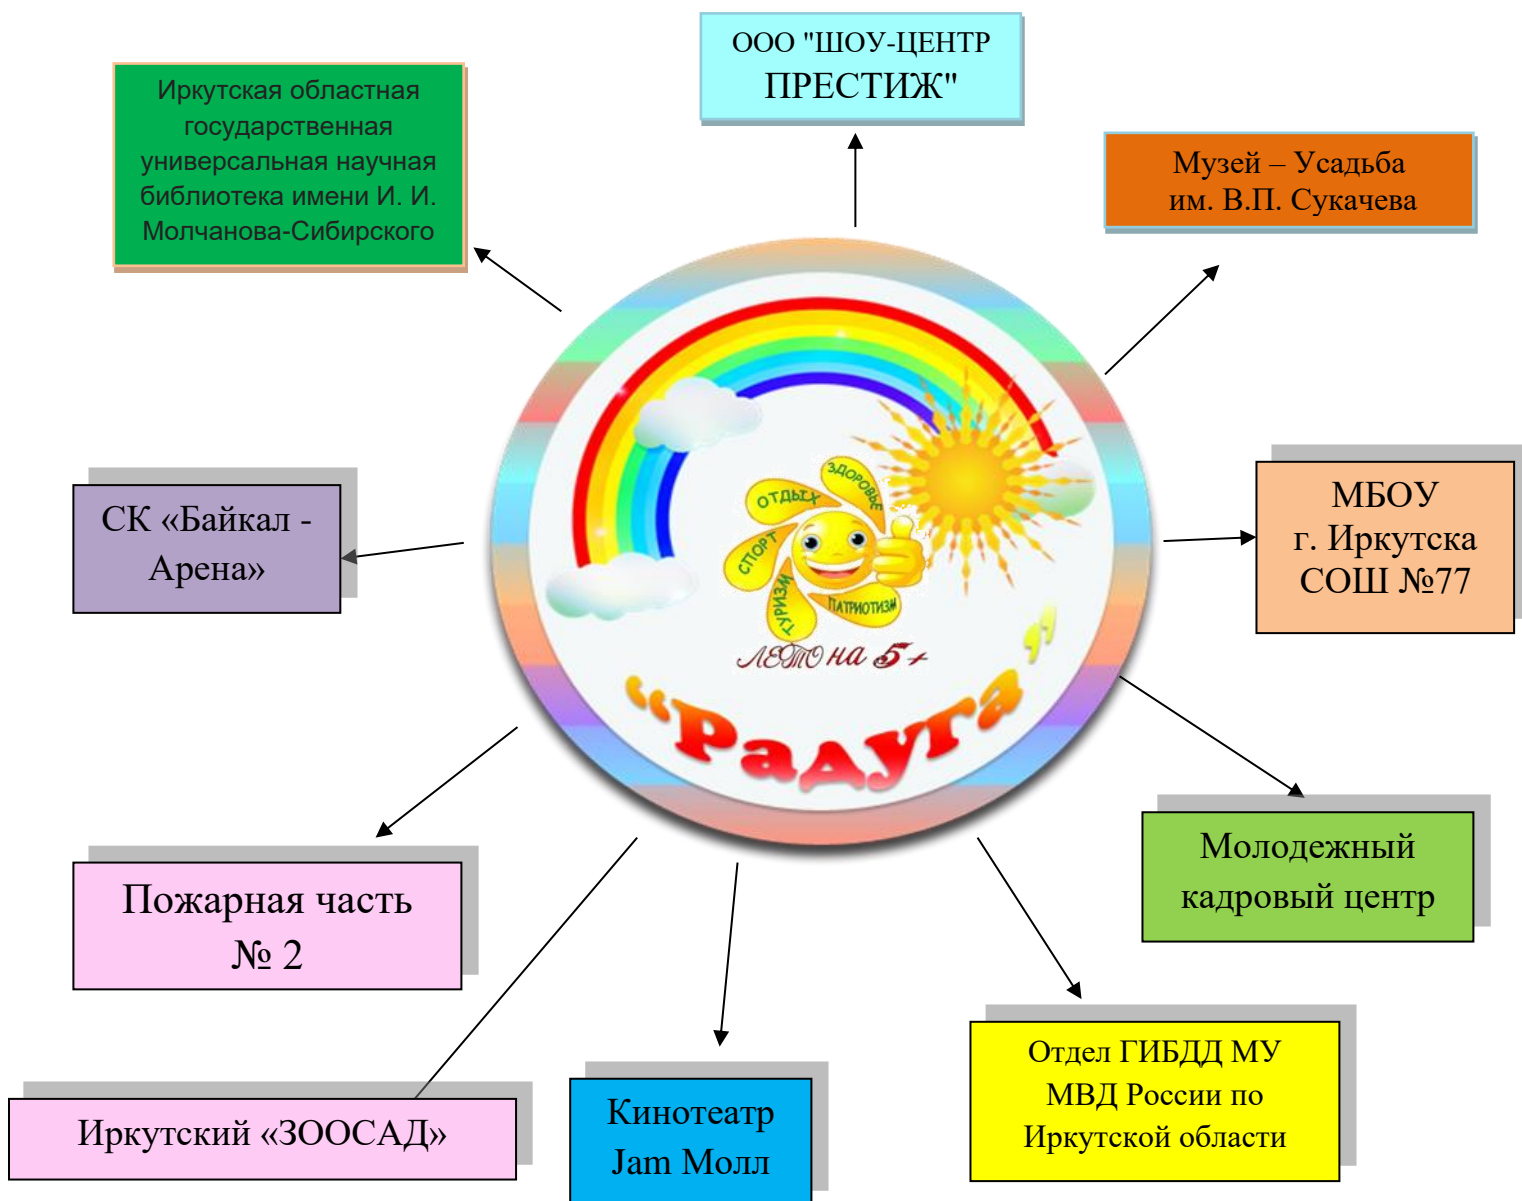 ООО "ШОУ-ЦЕНТР
ПРЕСТИЖ"
Иркутская областная
государственная
универсальная научная
библиотека имени И. И.
Молчанова-Сибирского
Музей – Усадьба
им. В.П. Сукачева
СК «Байкал -
Арена»
ЗДОРОВЬЕ
ОТДЫХ
СПОРТ
ТУРИЗМ
ПАТРИОТИЗМ
ЛЕТО на 5+
“Радуга”
МБОУ
г. Иркутска
СОШ №77
Пожарная часть
№ 2
Молодежный
кадровый центр
Иркутский «ЗООСАД»
Кинотеатр
Jam Молл
Отдел ГИБДД МУ
МВД России по
Иркутской области